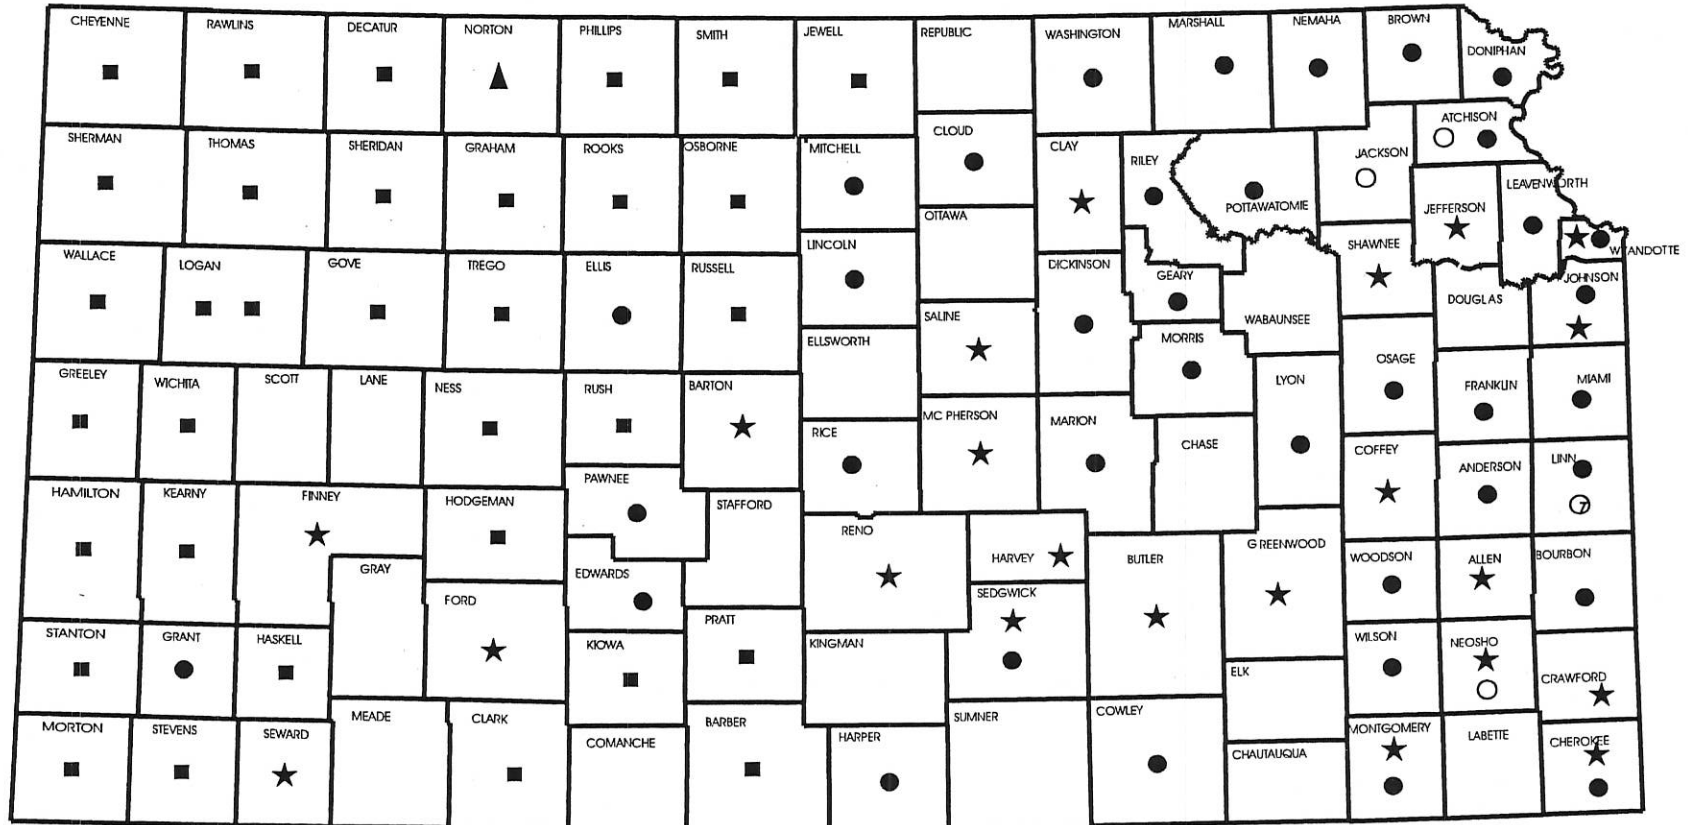 CHEYENNE
RAWLINS
DECATUR
NORTON
PHILLIPS
SMITH
JEWELL
REPUBLIC
WASHINGTON
MARSHALL
NEMAHA
BROWN
DONIPHAN
SHERMAN
THOMAS
SHERIDAN
GRAHAM
ROOKS
OSBORNE
MITCHELL
CLOUD
CLAY
RILEY
POTTAWATOMIE
JACKSON
ATCHISON
JEFFERSON
LEAVENWORTH
WYANDOTTE
WALLACE
LOGAN
GOVE
TREGO
ELLIS
RUSSELL
LINCOLN
OTTAWA
DICKINSON
GEARY
WABAUNSEE
SHAWNEE
DOUGLAS
JOHNSON
ELLSWORTH
SALINE
MORRIS
GREELEY
WICHITA
SCOTT
LANE
NESS
RUSH
BARTON
RICE
MC PHERSON
MARION
CHASE
LYON
OSAGE
FRANKLIN
MIAMI
HAMILTON
KEARNY
FINNEY
HODGEMAN
PAWNEE
STAFFORD
RENO
HARVEY
BUTLER
GREENWOOD
COFFEY
ANDERSON
LINN
7
GRAY
FORD
EDWARDS
SEDGWICK
WOODSON
ALLEN
BOURBON
STANTON
GRANT
HASKELL
KIOWA
PRATT
KINGMAN
ELK
WILSON
NEOSHO
CRAWFORD
MORTON
STEVENS
SEWARD
MEADE
CLARK
COMANCHE
BARBER
HARPER
SUMNER
COWLEY
CHAUTAUQUA
MONTGOMERY
LABETTE
CHEROKEE